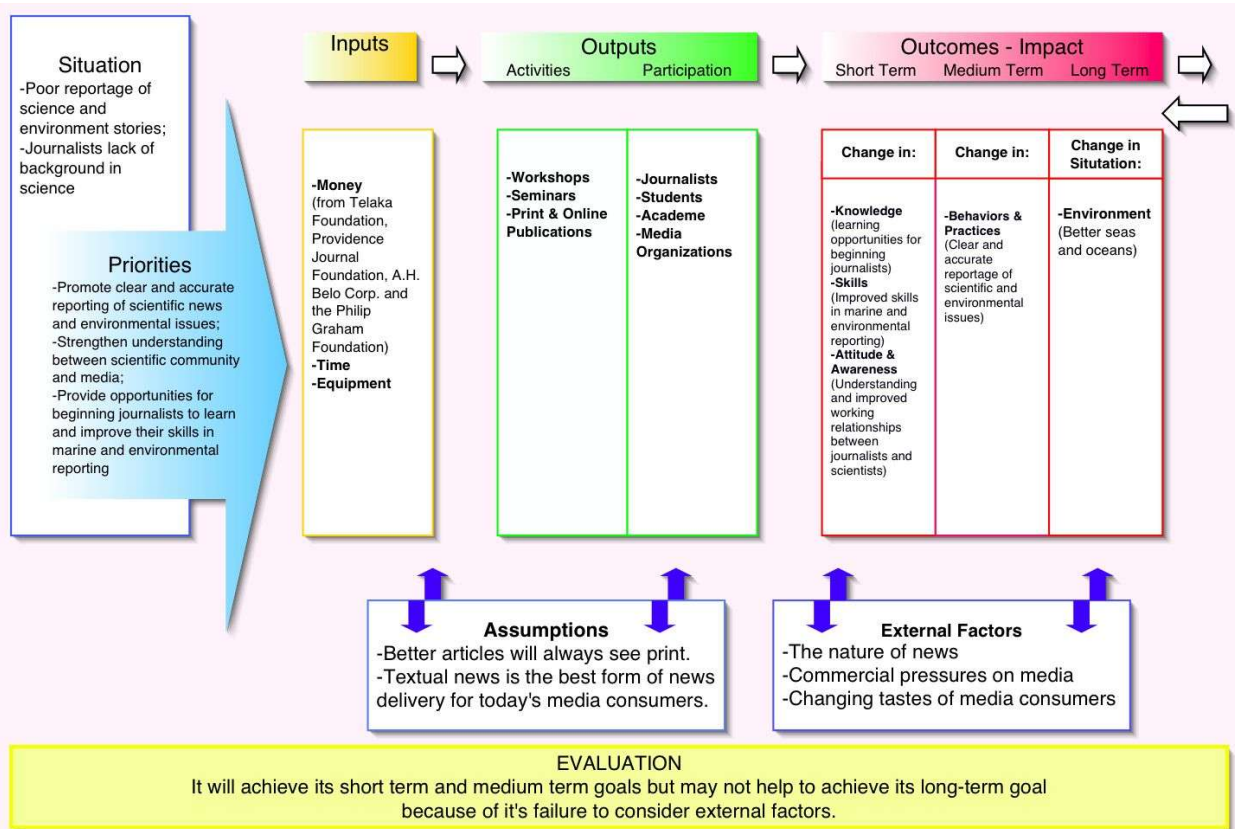 Situation
-Poor reportage of
science and
environment stories;
-Journalists lack of
background in
science
Priorities
-Promote clear and accurate
reporting of scientific news
and environmental issues;
-Strengthen understanding
between scientific community
and media;
-Provide opportunities for
beginning journalists to learn
and improve their skills in
marine and environmental
reporting
Inputs
-Money
(from Telaka
Foundation,
Providence
Journal
Foundation, A.H.
Belo Corp. and
the Philip
Graham
Foundation)
-Time
-Equipment
Outputs
Activities
Participation
-Workshops
-Seminars
-Print & Online
Publications
-Journalists
-Students
-Academe
-Media
Organizations
Outcomes - Impact
Short Term
Medium Term
Long Term
Change in:
-Knowledge
(learning
opportunities for
beginning
journalists)
-Skills
(Improved skills
in marine and
environmental
reporting)
-Attitude &
Awareness
(Understanding
and improved
working
relationships
between
journalists and
scientists)
Change in:
-Behaviors &
Practices
(Clear and
accurate
reportage of
scientific and
environmental
issues)
Change in
Situtation:
-Environment
(Better seas
and oceans)
Assumptions
-Better articles will always see print.
-Textual news is the best form of news
delivery for today's media consumers.
External Factors
-The nature of news
-Commercial pressures on media
-Changing tastes of media consumers
EVALUATION
It will achieve its short term and medium term goals but may not help to achieve its long-term goal
because of it's failure to consider external factors.